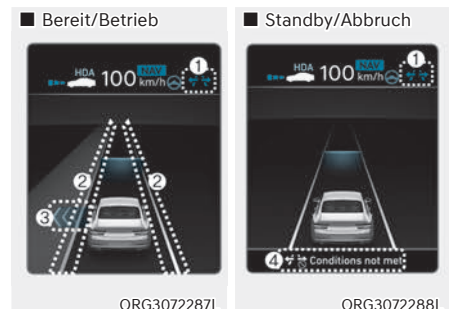 ■ Bereit/Betrieb
HDA 100 NAV km/h ①
② ②
③
ORG3072287L
■ Standby/Abbruch
HDA 100 NAV km/h ①
④ Conditions not met
ORG3072288L